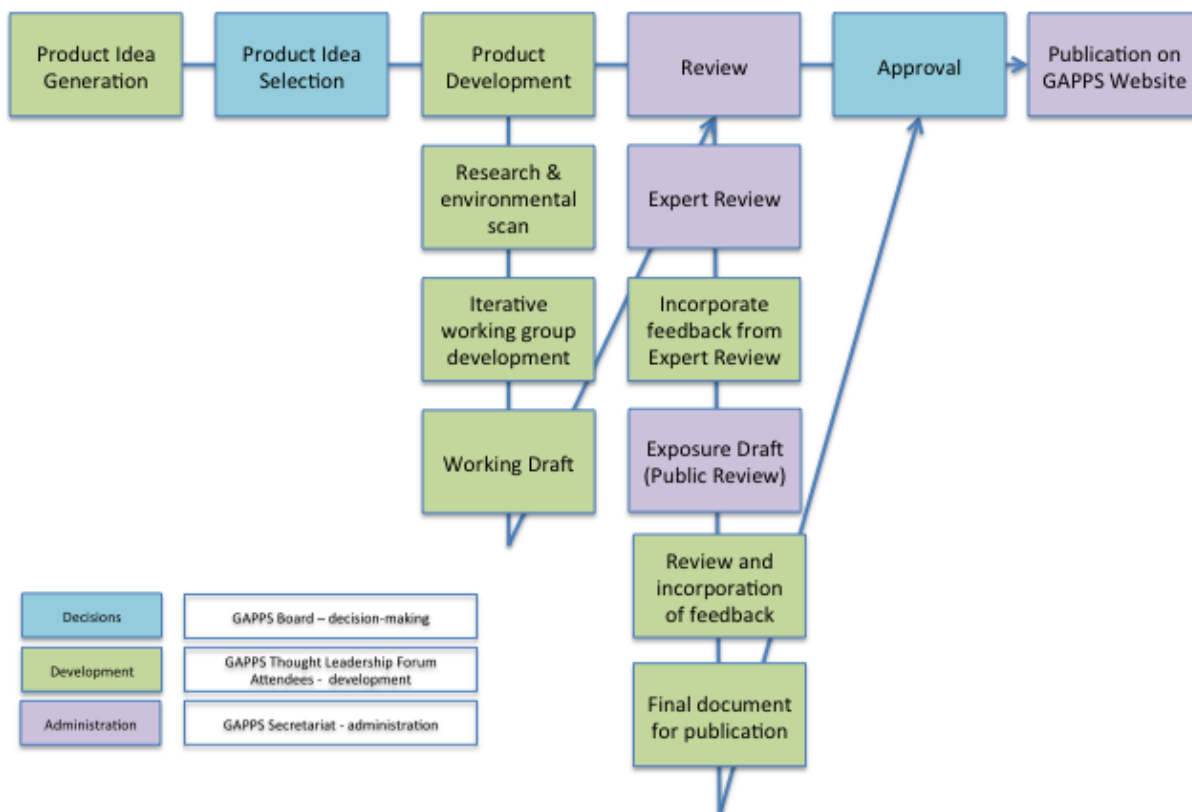 Product Idea
Generation
Product Idea
Selection
Product
Development
Review
Approval
Publication on
GAPPS Website
Research &
environmental
scan
Expert Review
Iterative
working group
development
Incorporate
feedback from
Expert Review
Working Draft
Exposure Draft
(Public Review)
Review and
incorporation
of feedback
Final document
for publication
Decisions
GAPPS Board – decision-making
Development
GAPPS Thought Leadership Forum
Attendees - development
Administration
GAPPS Secretariat - administration